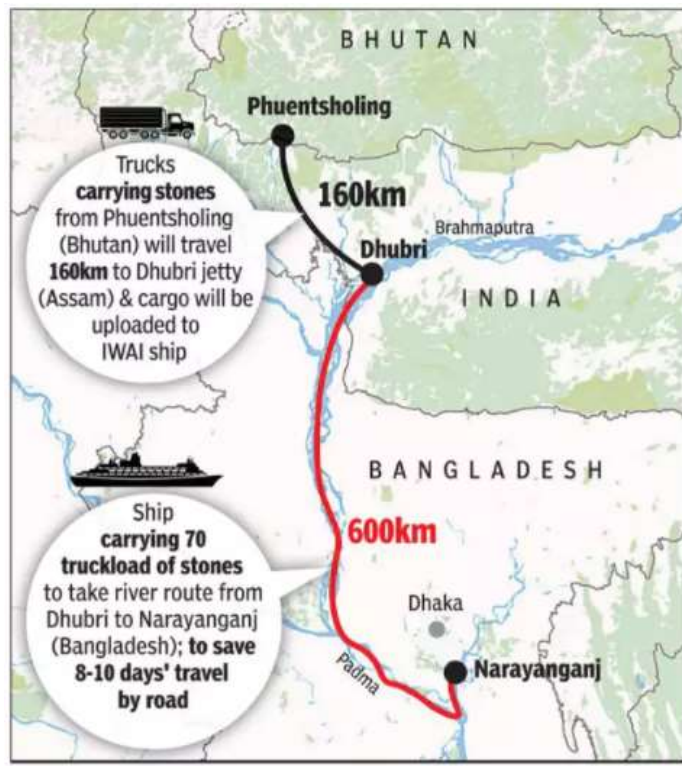 BHUTAN
Phuentsholing
Trucks
carrying stones
from Phuentsholing
(Bhutan) will travel
160km to Dhubri jetty
(Assam) & cargo will be
uploaded to
IWAI ship
160km
Brahmaputra
Dhubri
INDIA
BANGLADESH
Ship
carrying 70
truckload of stones
to take river route from
Dhubri to Narayanganj
(Bangladesh); to save
8-10 days' travel
by road
600km
Dhaka
Padma
Narayanganj